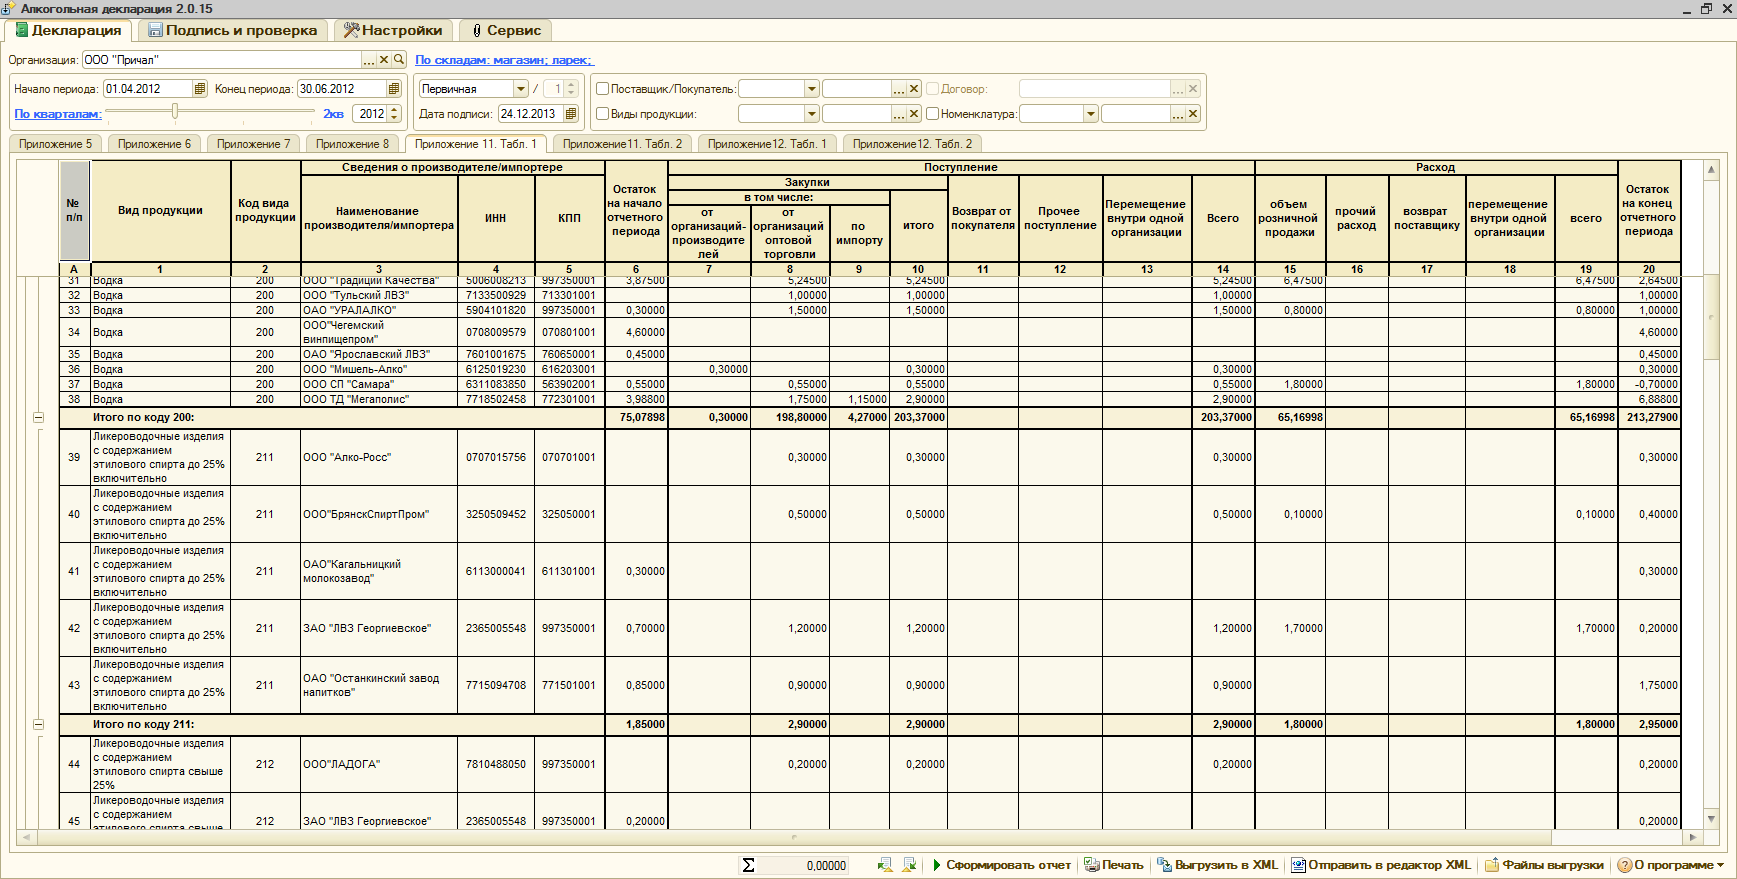 Алкогольная декларация 2.0.15
Декларация Подпись и проверка Настройки Сервис
Организация: ООО "Причал" ... По складам: магазин; ларек;
Начало периода: 01.04.2012 Конец периода: 30.06.2012 Первичная / 1 Поставщик/Покупатель: ... Договор: ...
По кварталам: 2кв 2012 Дата подписи: 24.12.2013 Виды продукции: ... Номенклатура: ...
Приложение 5 Приложение 6 Приложение 7 Приложение 8 Приложение 11. Табл. 1 Приложение11. Табл. 2 Приложение12. Табл. 1 Приложение12. Табл. 2
№ п/п
Вид продукции
Код вида продукции
Сведения о производителе/импортере
Наименование производителя/импортера
ИНН
КПП
Остаток на начало отчетного периода
Поступление
Закупки
в том числе:
от организаций-производите лей
от организаций оптовой торговли
по импорту
итого
Возврат от покупателя
Прочее поступление
Перемещение внутри одной организации
Всего
Расход
объем розничной продажи
прочий расход
возврат поставщику
перемещение внутри одной организации
всего
Остаток на конец отчетного периода
А 1 2 3 4 5 6 7 8 9 10 11 12 13 14 15 16 17 18 19 20
31 Водка 200 ООО "Традиции Качества" 5006008213 997350001 3,87500 5,24500 5,24500 5,24500 6,47500 6,47500 2,64500
32 Водка 200 ООО "Тульский ЛВЗ" 7133500929 713301001 1,00000 1,00000 1,00000 1,00000
33 Водка 200 ОАО "УРАЛАЛКО" 5904101820 997350001 0,30000 1,50000 1,50000 1,50000 0,80000 0,80000 1,00000
34 Водка 200 ООО"Чегемский винпищепром" 0708009579 070801001 4,60000 4,60000
35 Водка 200 ОАО "Ярославский ЛВЗ" 7601001675 760650001 0,45000 0,45000
36 Водка 200 ООО "Мишель-Алко" 6125019230 616203001 0,30000 0,30000 0,30000 0,30000
37 Водка 200 ООО СП "Самара" 6311083850 563902001 0,55000 0,55000 0,55000 0,55000 1,80000 1,80000 -0,70000
38 Водка 200 ООО ТД "Мегаполис" 7718502458 772301001 3,98800 1,75000 1,15000 2,90000 2,90000 6,88800
Итого по коду 200: 75,07898 0,30000 198,80000 4,27000 203,37000 203,37000 65,16998 65,16998 213,27900
39 Ликероводочные изделия с содержанием этилового спирта до 25% включительно 211 ООО "Алко-Росс" 0707015756 070701001 0,30000 0,30000 0,30000 0,30000
40 Ликероводочные изделия с содержанием этилового спирта до 25% включительно 211 ООО"БрянскСпиртПром" 3250509452 325050001 0,50000 0,50000 0,50000 0,10000 0,10000 0,40000
41 Ликероводочные изделия с содержанием этилового спирта до 25% включительно 211 ОАО"Кагальницкий молокозавод" 6113000041 611301001 0,30000 0,30000
42 Ликероводочные изделия с содержанием этилового спирта до 25% включительно 211 ЗАО "ЛВЗ Георгиевское" 2365005548 997350001 0,70000 1,20000 1,20000 1,20000 1,70000 1,70000 0,20000
43 Ликероводочные изделия с содержанием этилового спирта до 25% включительно 211 ОАО "Останкинский завод напитков" 7715094708 771501001 0,85000 0,90000 0,90000 0,90000 1,75000
Итого по коду 211: 1,85000 2,90000 2,90000 2,90000 1,80000 1,80000 2,95000
44 Ликероводочные изделия с содержанием этилового спирта свыше 25% 212 ООО"ЛАДОГА" 7810488050 997350001 0,20000 0,20000 0,20000 0,20000
45 Ликероводочные изделия с содержанием этилового спирта свыше 212 ЗАО "ЛВЗ Георгиевское" 2365005548 997350001 0,20000 0,20000
Σ 0,00000 Сформировать отчет Печать Выгрузить в XML Отправить в редактор XML Файлы выгрузки О программе